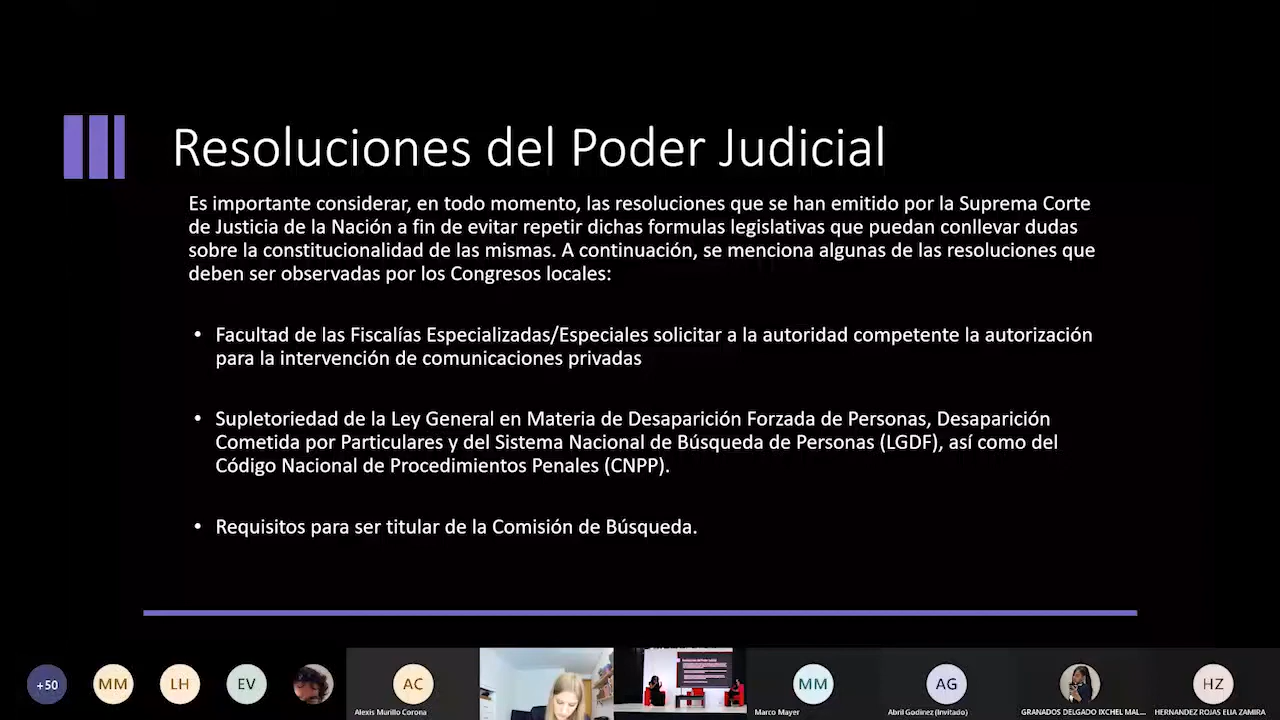 Resoluciones del Poder Judicial
Es importante considerar, en todo momento, las resoluciones que se han emitido por la Suprema Corte
de Justicia de la Nación a fin de evitar repetir dichas formulas legislativas que puedan conllevar dudas
sobre la constitucionalidad de las mismas. A continuación, se menciona algunas de las resoluciones que
deben ser observadas por los Congresos locales:
• Facultad de las Fiscalías Especializadas/Especiales solicitar a la autoridad competente la autorización
para la intervención de comunicaciones privadas
• Supletoriedad de la Ley General en Materia de Desaparición Forzada de Personas, Desaparición
Cometida por Particulares y del Sistema Nacional de Búsqueda de Personas (LGDF), así como del
Código Nacional de Procedimientos Penales (CNPP).
• Requisitos para ser titular de la Comisión de Búsqueda.
+50 MM LH EV AC MM AG HZ
Alexis Murillo Corona Marco Mayer Abril Godinez (Invitado) GRANADOS DELGADO IXCHEL MAL... HERNANDEZ ROJAS ELIA ZAMIRA